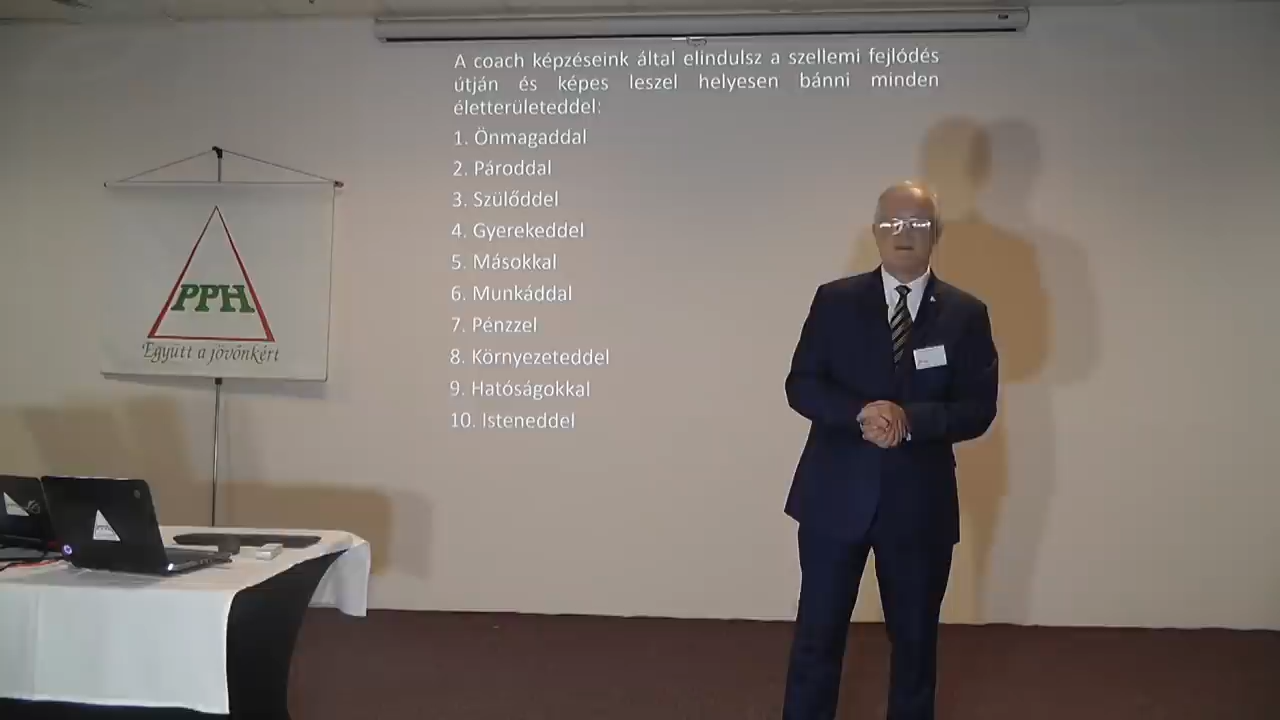 A coach képzéseink által elindulsz a szellemi fejlődés
útján és képes leszel helyesen bánni minden
életterületeddel:
1. Önmagaddal
2. Pároddal
3. Szülőddel
4. Gyerekeddel
5. Másokkal
6. Munkáddal
7. Pénzzel
8. Környezeteddel
9. Hatóságokkal
10. Isteneddel
PPH
Együtt a jövőnkért